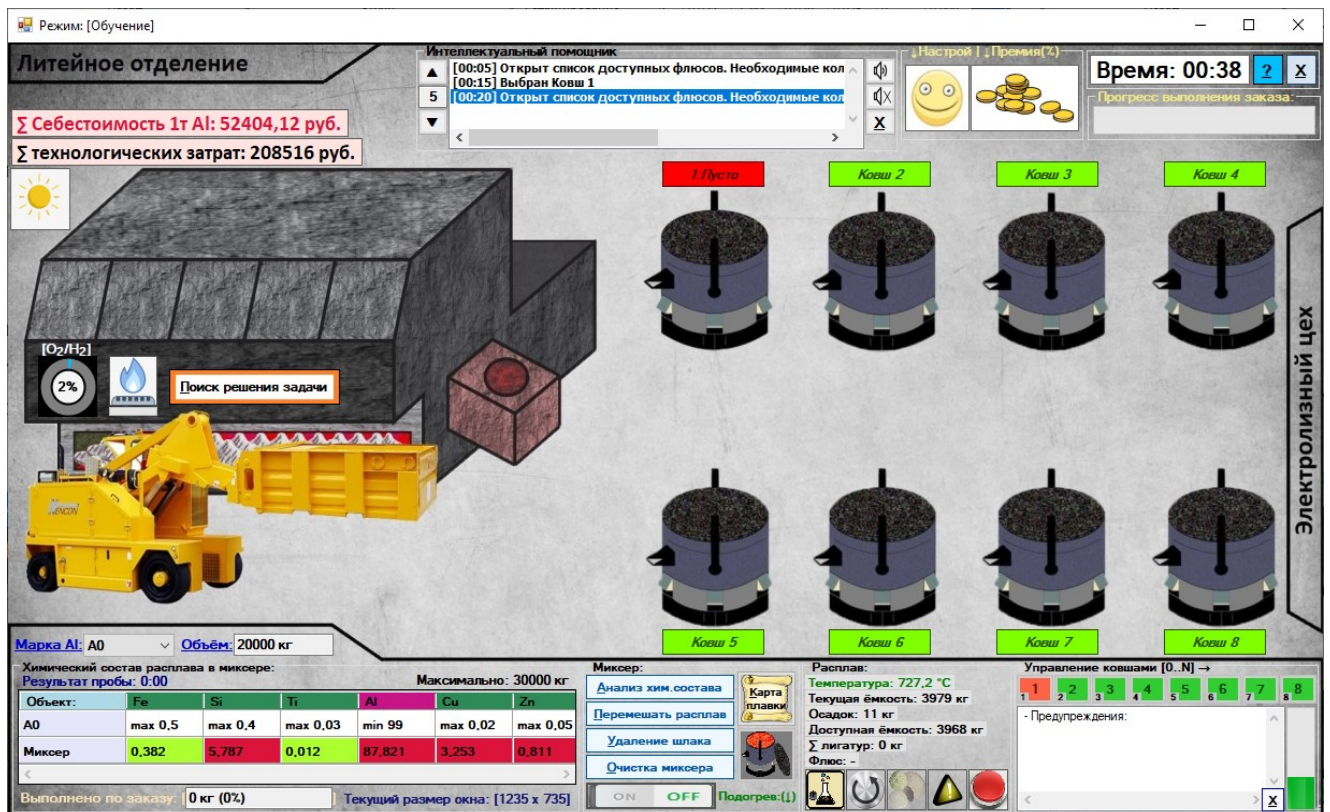 Режим: [Обучение]
Литейное отделение
Интеллектуальный помощник
[00:05] Открыт список доступных флюсов. Необходимые кол
[00:15] Выбран Ковш 1
5
[00:20] Открыт список доступных флюсов. Необходимые кол
X
↓Настрой | ↓Премия(%)
Время: 00:38
?
X
Прогресс выполнения заказа:
∑ Себестоимость 1т Al: 52404,12 руб.
∑ технологических затрат: 208516 руб.
1:Пусто
Ковш 2
Ковш 3
Ковш 4
Электролизный цех
[O2/H2]
2%
Поиск решения задачи
Ковш 5
Ковш 6
Ковш 7
Ковш 8
Марка Al: A0
Объём: 20000 кг
Химический состав расплава в миксере:
Результат пробы: 0:00
Максимально: 30000 кг
Объект: Fe Si Ti Al Cu Zn
A0 max 0,5 max 0,4 max 0,03 min 99 max 0,02 max 0,05
Миксер 0,382 5,787 0,012 87,821 3,253 0,811
Выполнено по заказу: [0 кг (0%)]
Текущий размер окна: [1235 x 735]
Миксер:
Анализ хим.состава
Перемешать расплав
Удаление шлака
Очистка миксера
Карта плавки
ON OFF
Подогрев:(↓)
Расплав:
Температура: 727,2 °C
Текущая ёмкость: 3979 кг
Осадок: 11 кг
Доступная ёмкость: 3968 кг
∑ лигатур: 0 кг
Флюс: -
Управление ковшами [0..N] →
1 2 3 4 5 6 7 8
1 2 3 4 5 6 7 8
- Предупреждения:
X